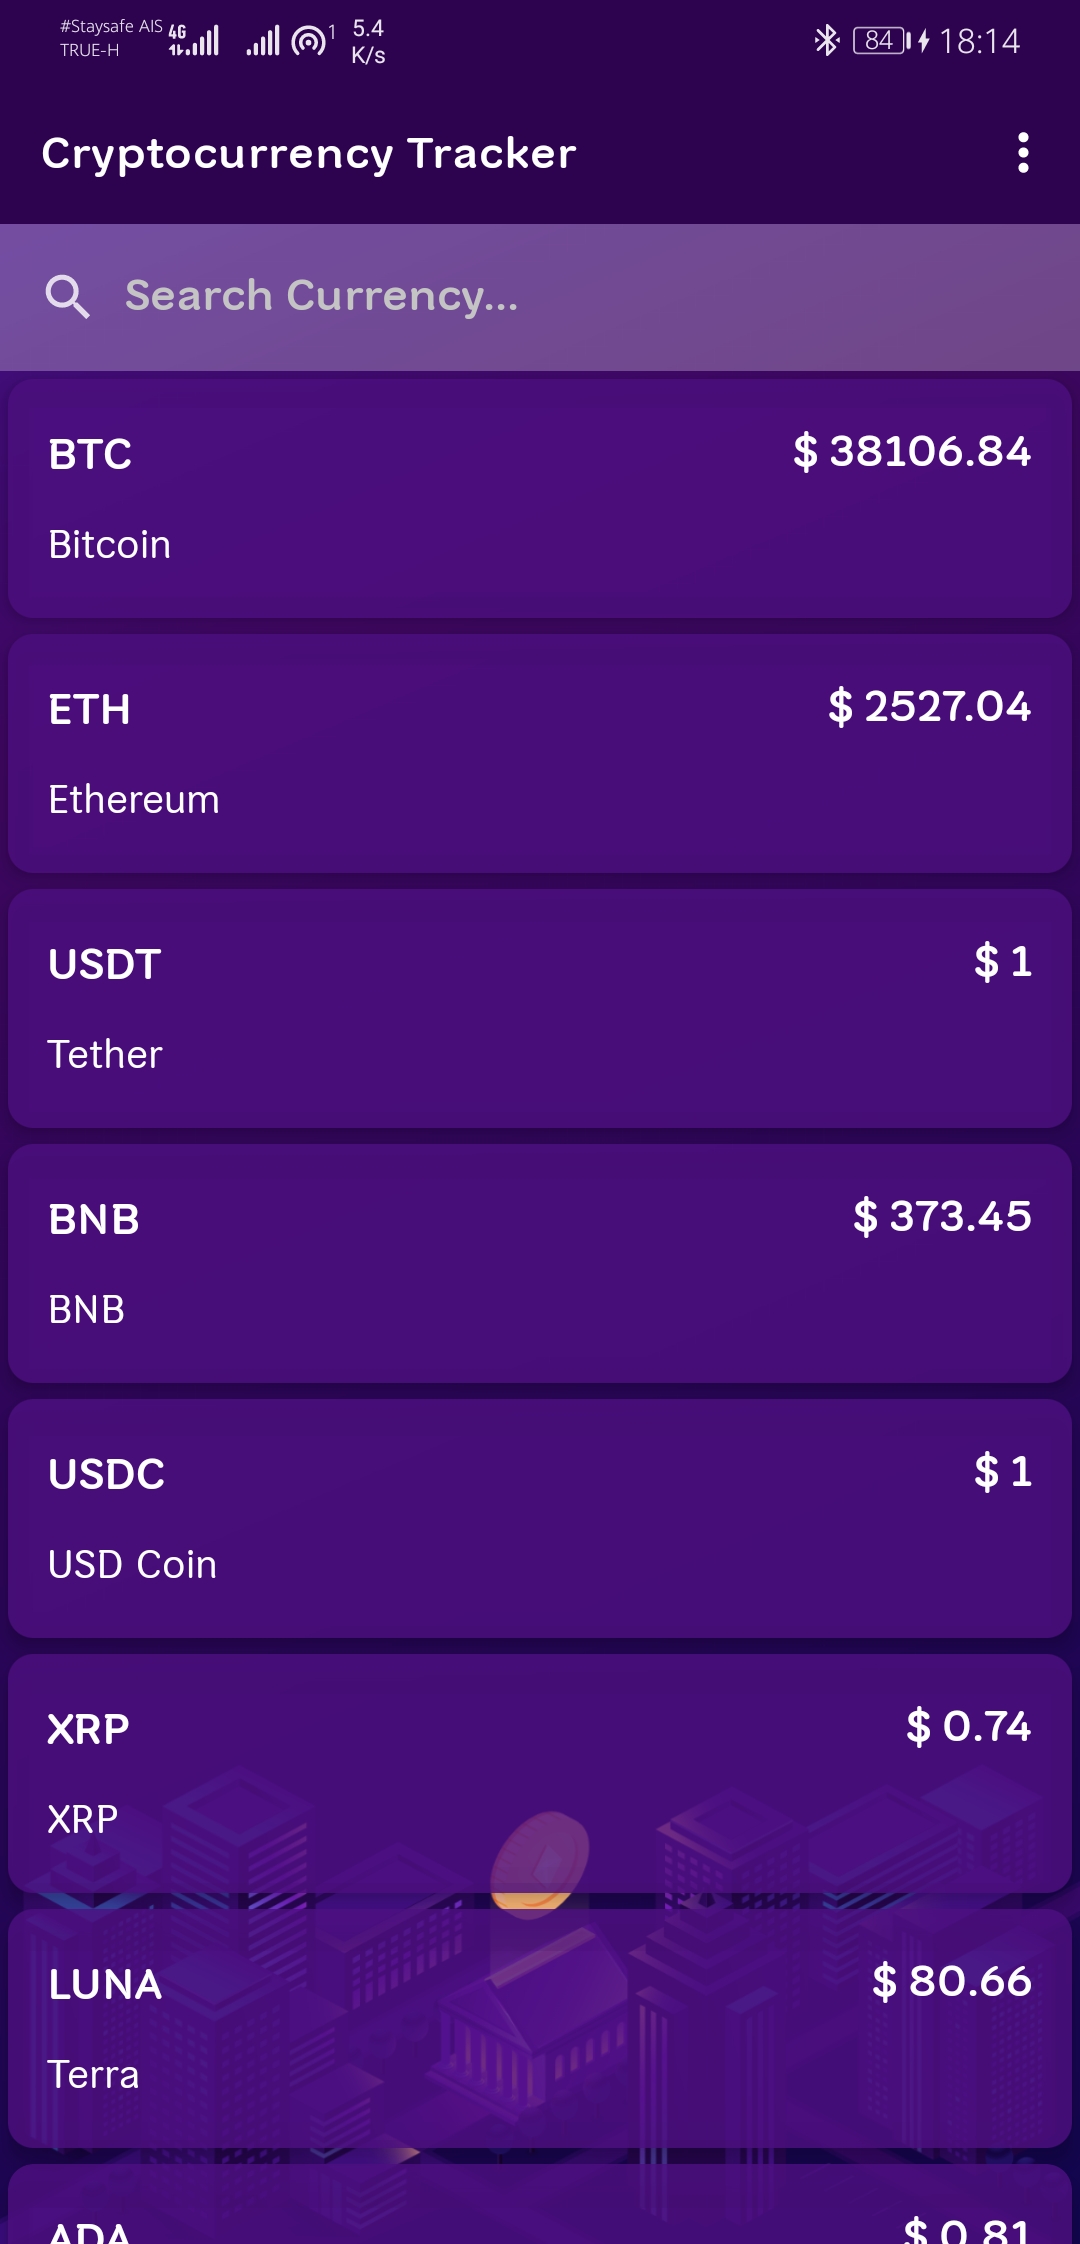 #Staysafe AIS 4G 1 5.4 84 18:14
TRUE-H K/s
Cryptocurrency Tracker
Search Currency...
BTC $ 38106.84
Bitcoin
ETH $ 2527.04
Ethereum
USDT $ 1
Tether
BNB $ 373.45
BNB
USDC $ 1
USD Coin
XRP $ 0.74
XRP
LUNA $ 80.66
Terra
ADA $ 0.81